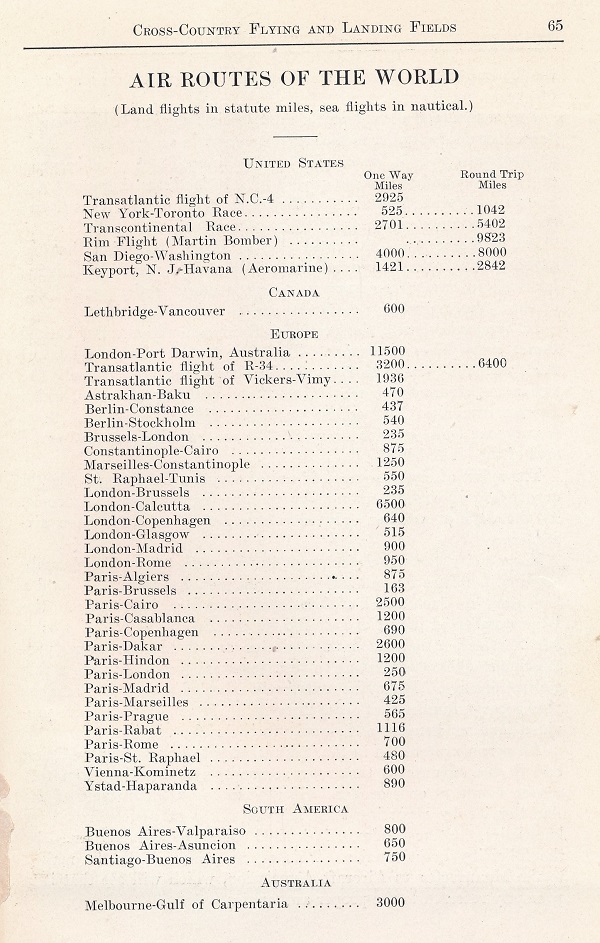 CROSS-COUNTRY FLYING AND LANDING FIELDS 65
AIR ROUTES OF THE WORLD
(Land flights in statute miles, sea flights in nautical.)
UNITED STATES
One Way Miles Round Trip Miles
Transatlantic flight of N.C.-4 ........... 2925
New York-Toronto Race................ 525..........1042
Transcontinental Race................ 2701..........5402
Rim Flight (Martin Bomber) .......... ..........9823
San Diego-Washington ................ 4000..........8000
Keyport, N. J.-Havana (Aeromarine) .... 1421..........2842
CANADA
Lethbridge-Vancouver ................ 600
EUROPE
London-Port Darwin, Australia ......... 11500
Transatlantic flight of R-34............ 3200..........6400
Transatlantic flight of Vickers-Vimy.... 1936
Astrakhan-Baku .................... 470
Berlin-Constance .................... 437
Berlin-Stockholm .................... 540
Brussels-London .................... 235
Constantinople-Cairo ................. 875
Marseilles-Constantinople ............. 1250
St. Raphael-Tunis ................... 550
London-Brussels .................... 235
London-Calcutta .................... 6500
London-Copenhagen ................. 640
London-Glasgow .................... 515
London-Madrid .................... 900
London-Rome ...................... 950
Paris-Algiers ...................... 875
Paris-Brussels ..................... 163
Paris-Cairo ....................... 2500
Paris-Casablanca ................... 1200
Paris-Copenhagen ................... 690
Paris-Dakar ....................... 2600
Paris-Hindon ...................... 1200
Paris-London ...................... 250
Paris-Madrid ...................... 675
Paris-Marseilles .................... 425
Paris-Prague ...................... 565
Paris-Rabat ....................... 1116
Paris-Rome ....................... 700
Paris-St. Raphael ................... 480
Vienna-Kominetz ................... 600
Ystad-Haparanda ................... 890
SOUTH AMERICA
Buenos Aires-Valparaiso .............. 800
Buenos Aires-Asuncion ............... 650
Santiago-Buenos Aires ............... 750
AUSTRALIA
Melbourne-Gulf of Carpentaria ......... 3000